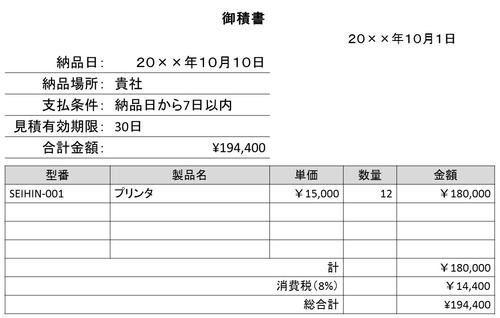 御積書
20××年10月1日
納品日： 20××年10月10日
納品場所： 貴社
支払条件： 納品日から7日以内
見積有効期限： 30日
合計金額： ¥194,400
型番 製品名 単価 数量 金額
SEIHIN-001 プリンタ ￥15,000 12 ￥180,000
計 ￥180,000
消費税（8%） ￥14,400
総合計 ¥194,400